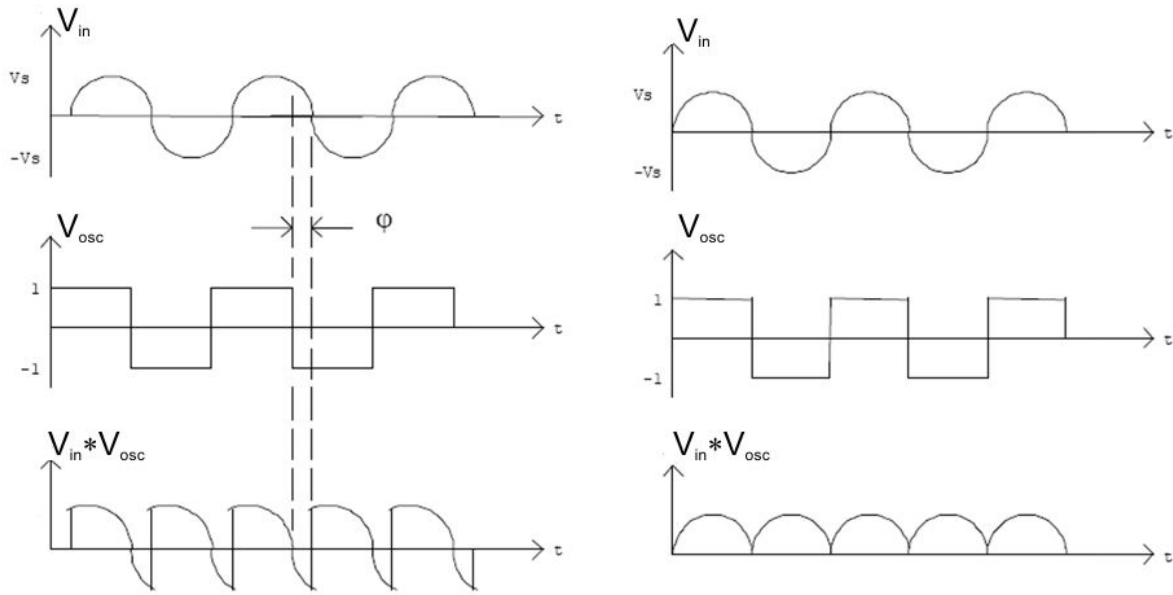 V_in
Vs
-Vs
τ
φ
V_osc
1
-1
τ
V_in*V_osc
τ
V_in
Vs
-Vs
τ
V_osc
1
-1
τ
V_in*V_osc
τ